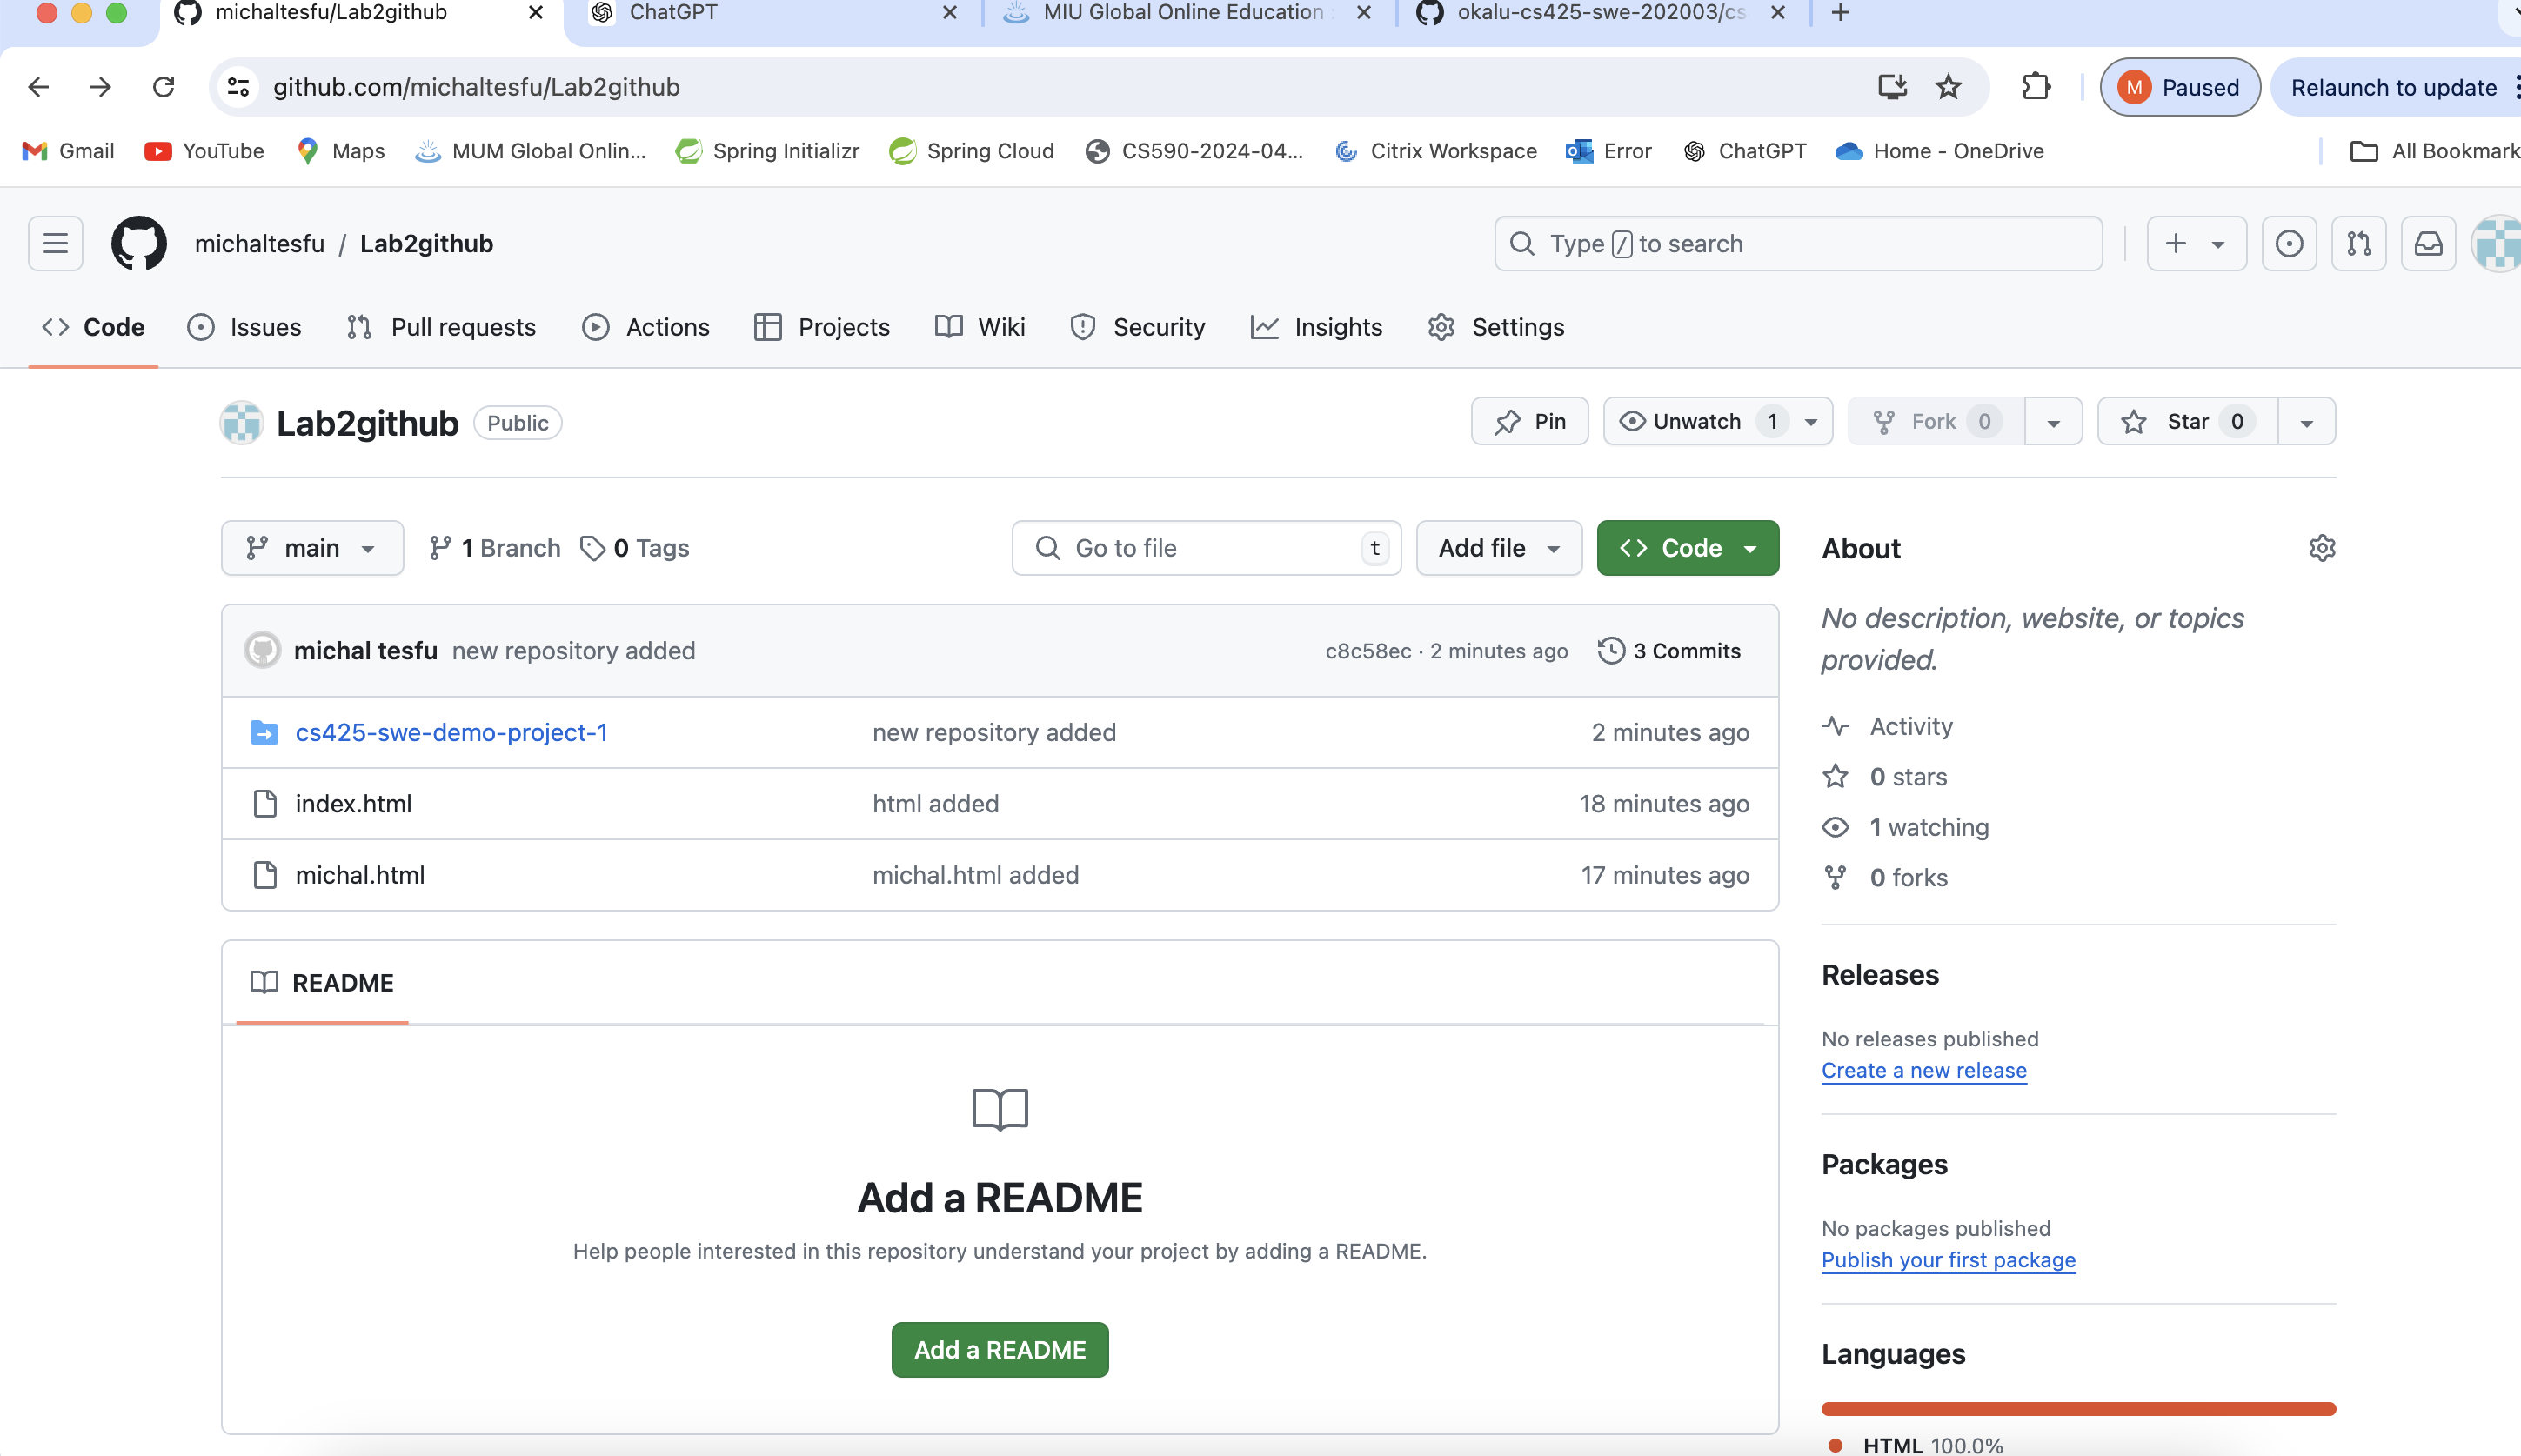 michaltesfu/Lab2github
ChatGPT
MIU Global Online Education
okalu-cs425-swe-202003/cs
github.com/michaltesfu/Lab2github
M Paused
Relaunch to update
Gmail YouTube Maps MUM Global Onlin... Spring Initializr Spring Cloud CS590-2024-04... Citrix Workspace Error ChatGPT Home - OneDrive All Bookmark
michaltesfu / Lab2github
Type / to search
Code Issues Pull requests Actions Projects Wiki Security Insights Settings
Lab2github Public
Pin Unwatch 1 Fork 0 Star 0
main 1 Branch 0 Tags
Go to file t
Add file
Code
michal tesfu new repository added c8c58ec · 2 minutes ago 3 Commits
cs425-swe-demo-project-1 new repository added 2 minutes ago
index.html html added 18 minutes ago
michal.html michal.html added 17 minutes ago
README
Add a README
Help people interested in this repository understand your project by adding a README.
Add a README
About
No description, website, or topics
provided.
Activity
0 stars
1 watching
0 forks
Releases
No releases published
Create a new release
Packages
No packages published
Publish your first package
Languages
HTML 100.0%